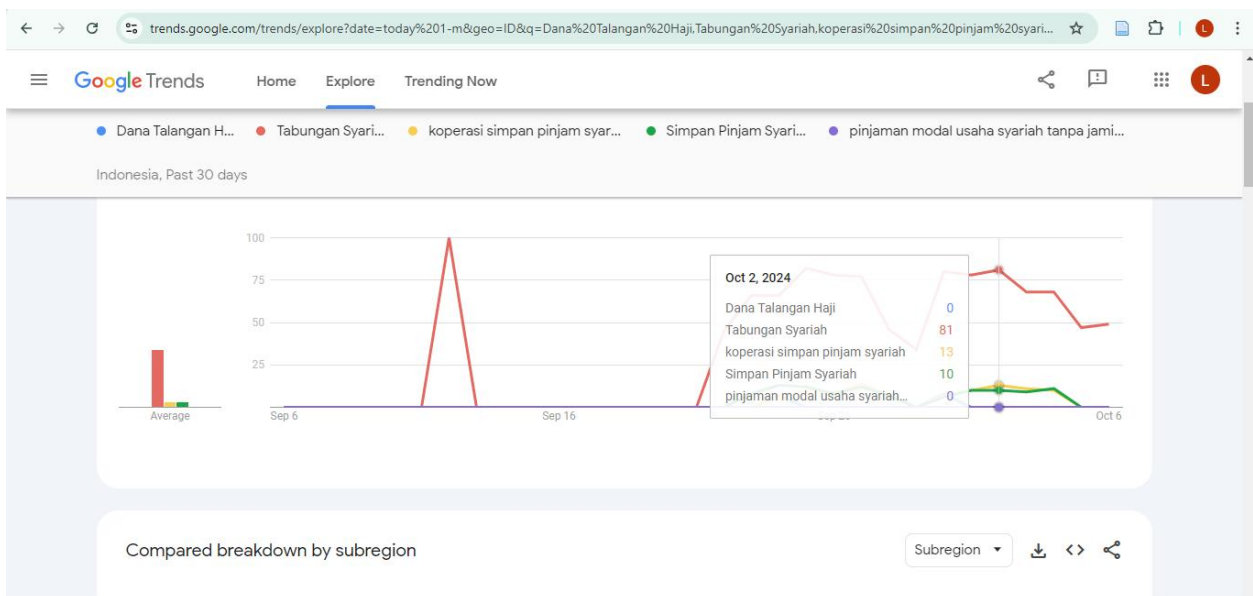 trends.google.com/trends/explore?date=today%201-m&geo=ID&q=Dana%20Talangan%20Haji,Tabungan%20Syariah,koperasi%20simpan%20pinjam%20syari...
L
Google Trends
Home Explore Trending Now
L
Dana Talangan H... Tabungan Syari... koperasi simpan pinjam syar... Simpan Pinjam Syari... pinjaman modal usaha syariah tanpa jami...
Indonesia, Past 30 days
100
75
50
25
Average
Sep 6
Sep 16
Oct 6
Oct 2, 2024
Dana Talangan Haji 0
Tabungan Syariah 81
koperasi simpan pinjam syariah 13
Simpan Pinjam Syariah 10
pinjaman modal usaha syariah... 0
Compared breakdown by subregion
Subregion